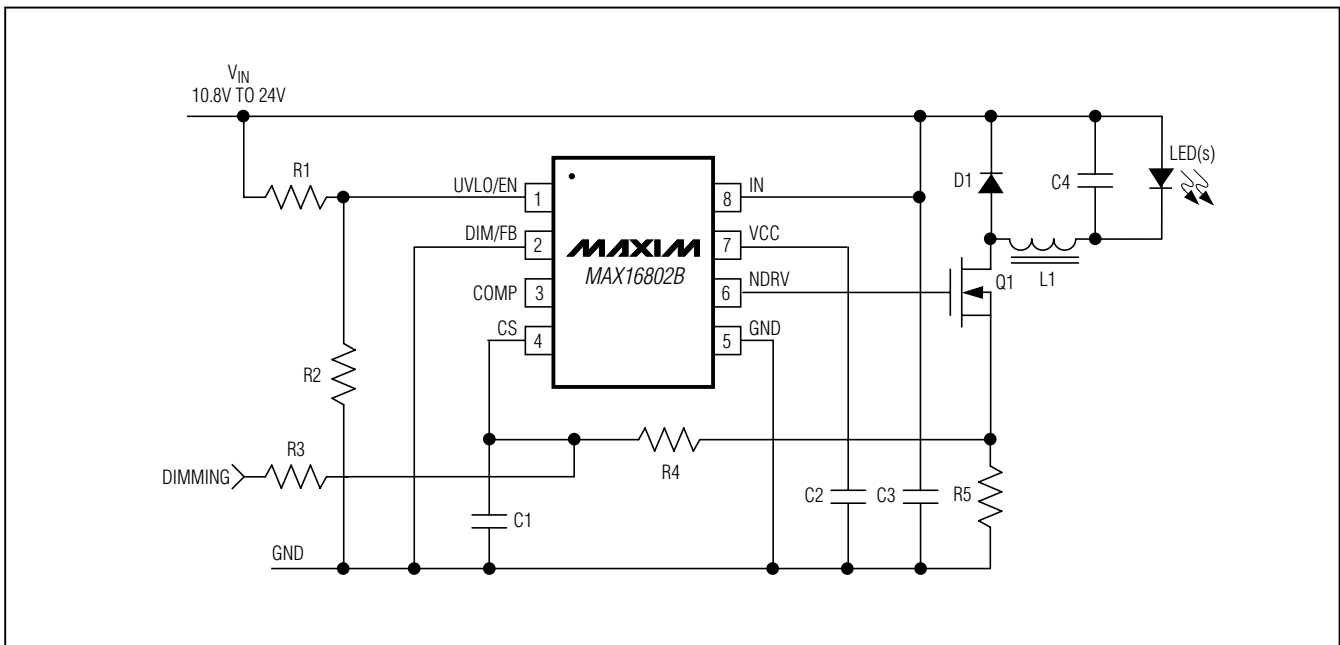 VIN
10.8V TO 24V
R1
UVLO/EN
1
DIM/FB
2
COMP
3
CS
4
MAXIM
MAX16802B
IN
8
VCC
7
NDRV
6
GND
5
D1
C4
LED(s)
Q1
L1
R2
R3
DIMMING
R4
C1
C2
C3
R5
GND